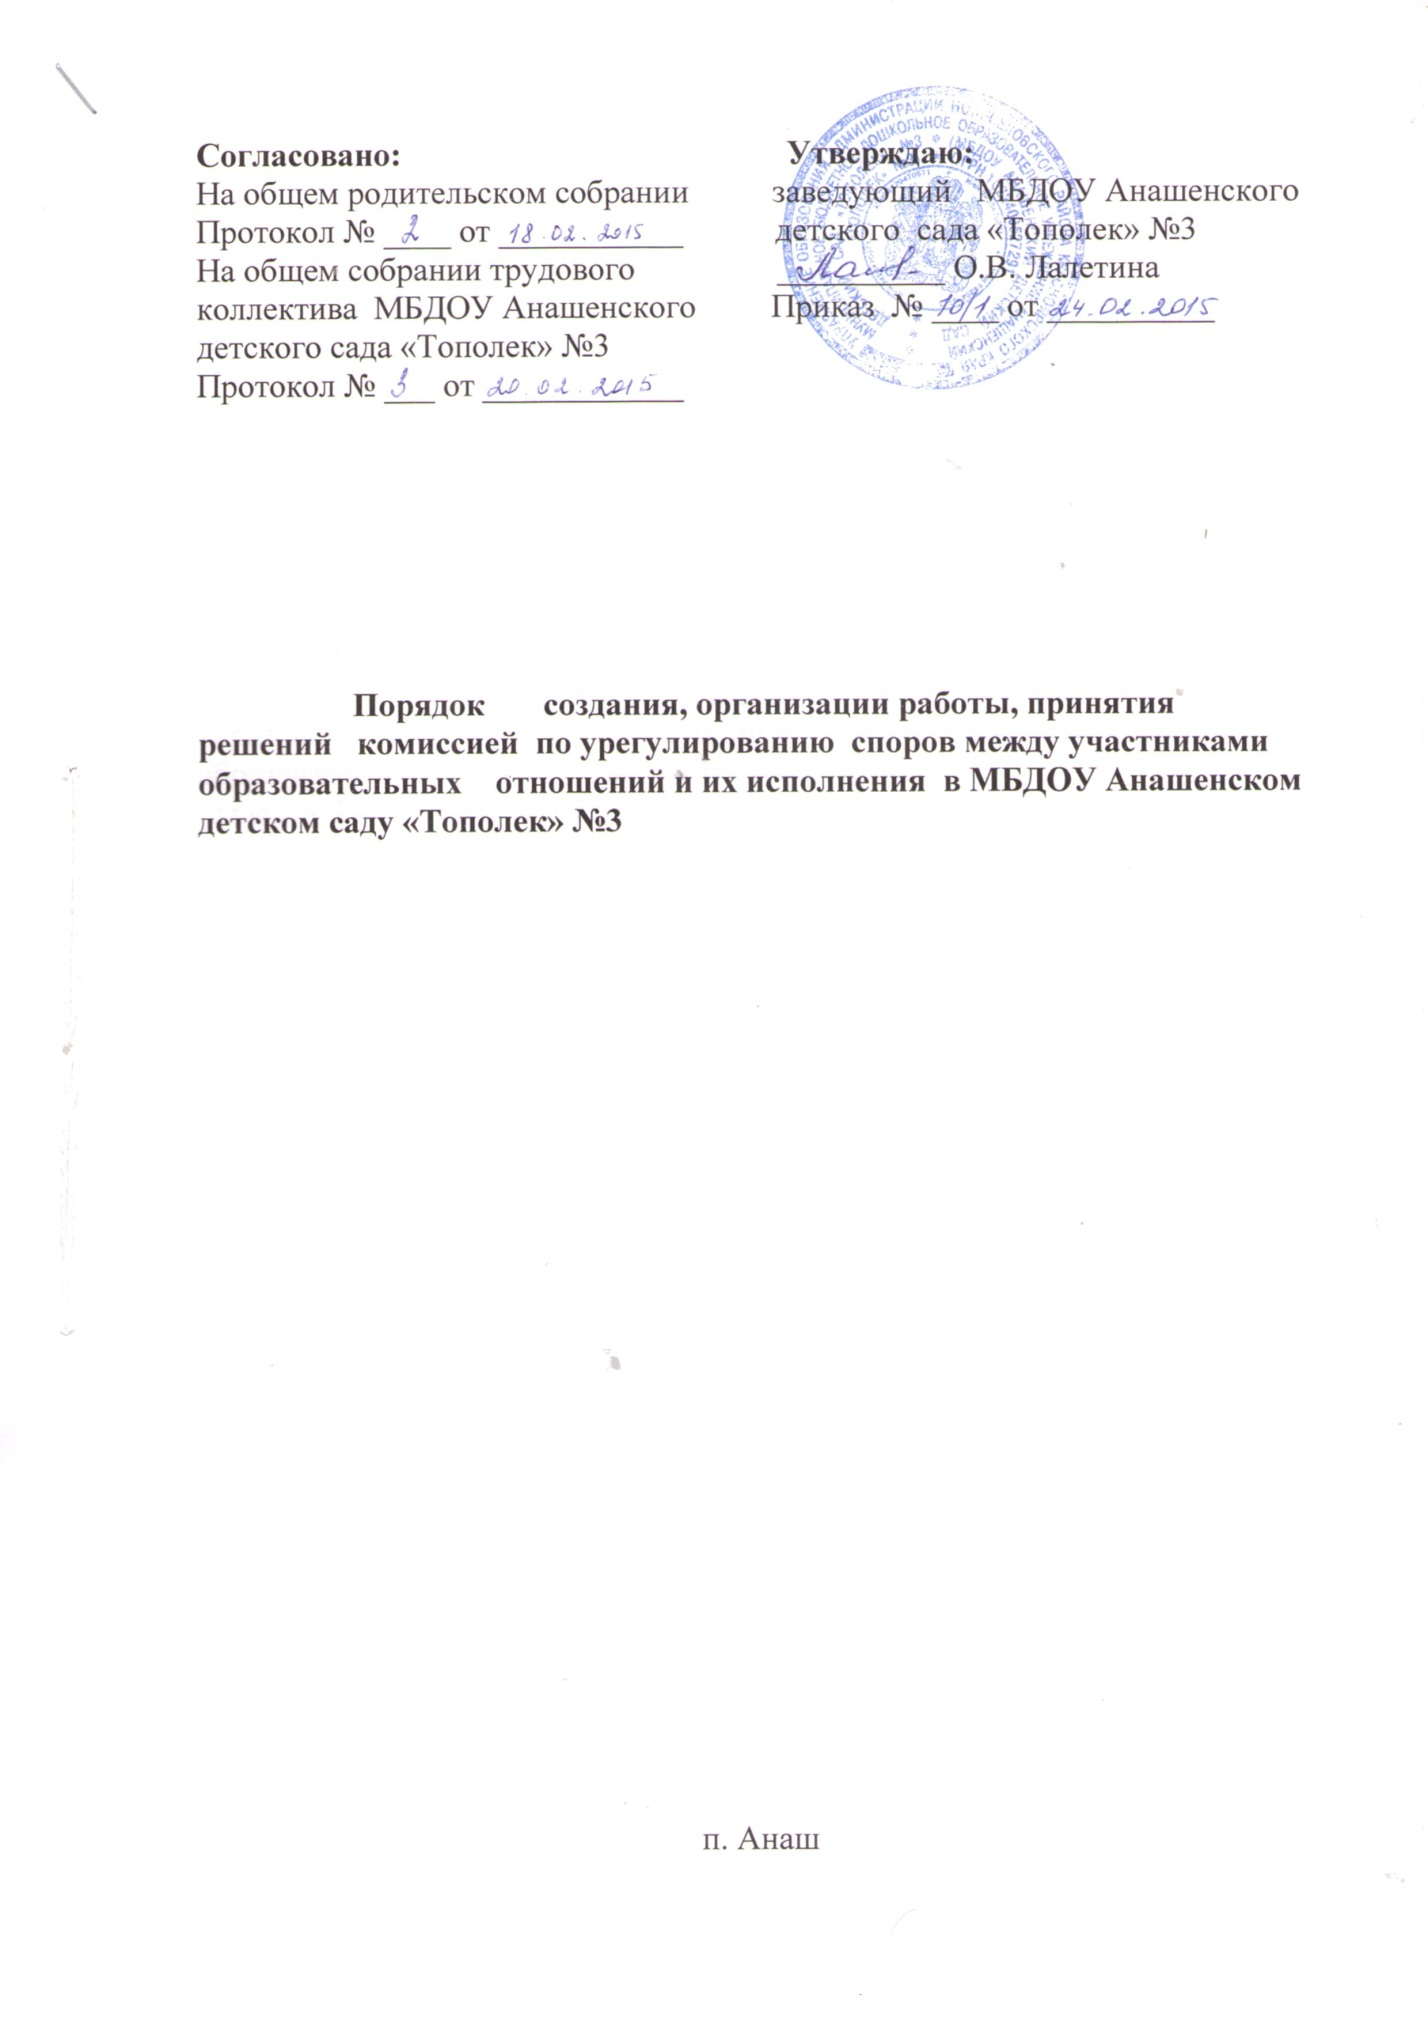 Согласовано:
На общем родительском собрании
Протокол № 2 от 18.02.2015
На общем собрании трудового
коллектива МБДОУ Анашенского
детского сада «Тополек» №3
Протокол № 3 от 20.02.2015
Утверждаю:
заведующий МБДОУ Анашенского
детского сада «Тополек» №3
О.В. Лалетина
Приказ № 10/1 от 24.02.2015
Порядок создания, организации работы, принятия
решений комиссией по урегулированию споров между участниками
образовательных отношений и их исполнения в МБДОУ Анашенском
детском саду «Тополек» №3
п. Анаш